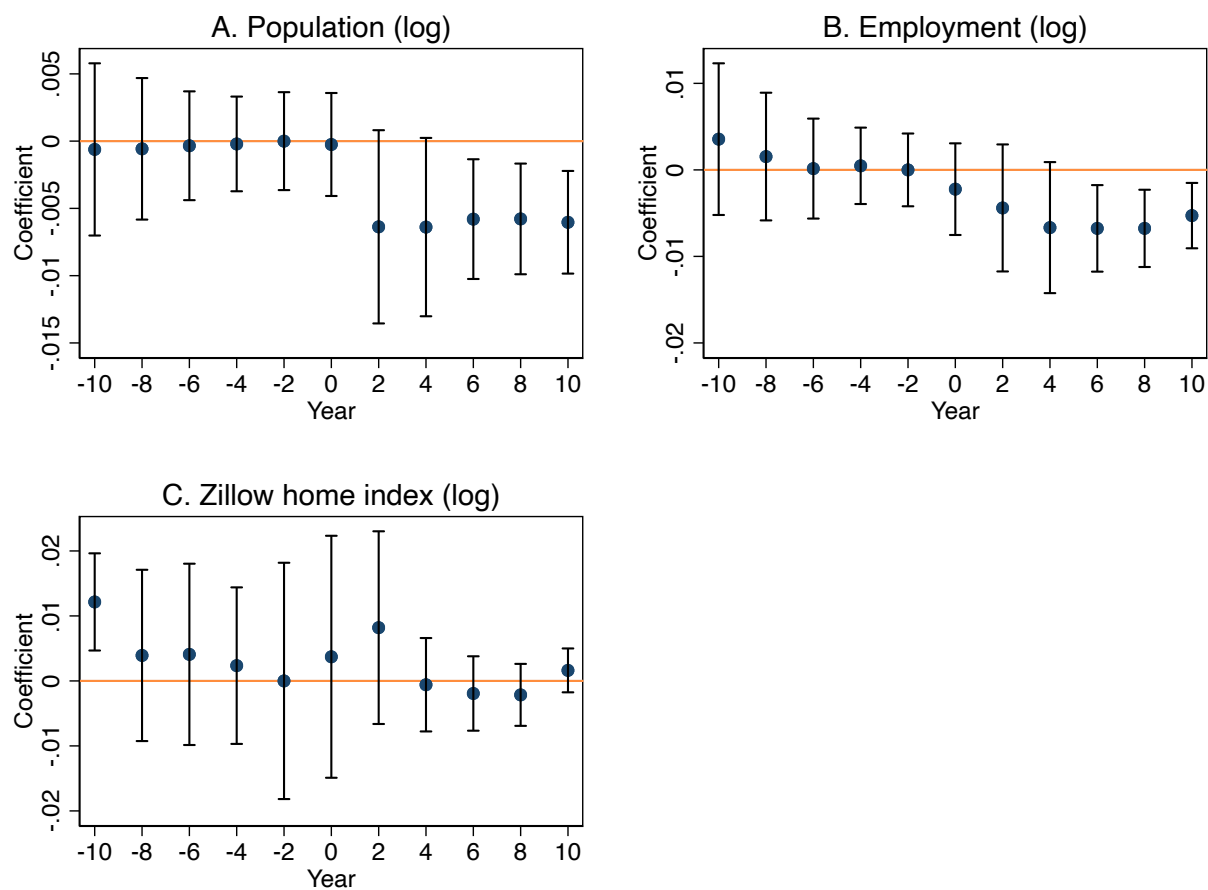 A. Population (log)
Coefficient
.005
0
-.005
-.01
-.015
-10 -8 -6 -4 -2 0 2 4 6 8 10
Year
B. Employment (log)
Coefficient
.01
0
-.01
-.02
-10 -8 -6 -4 -2 0 2 4 6 8 10
Year
C. Zillow home index (log)
Coefficient
.02
.01
0
-.01
-.02
-10 -8 -6 -4 -2 0 2 4 6 8 10
Year